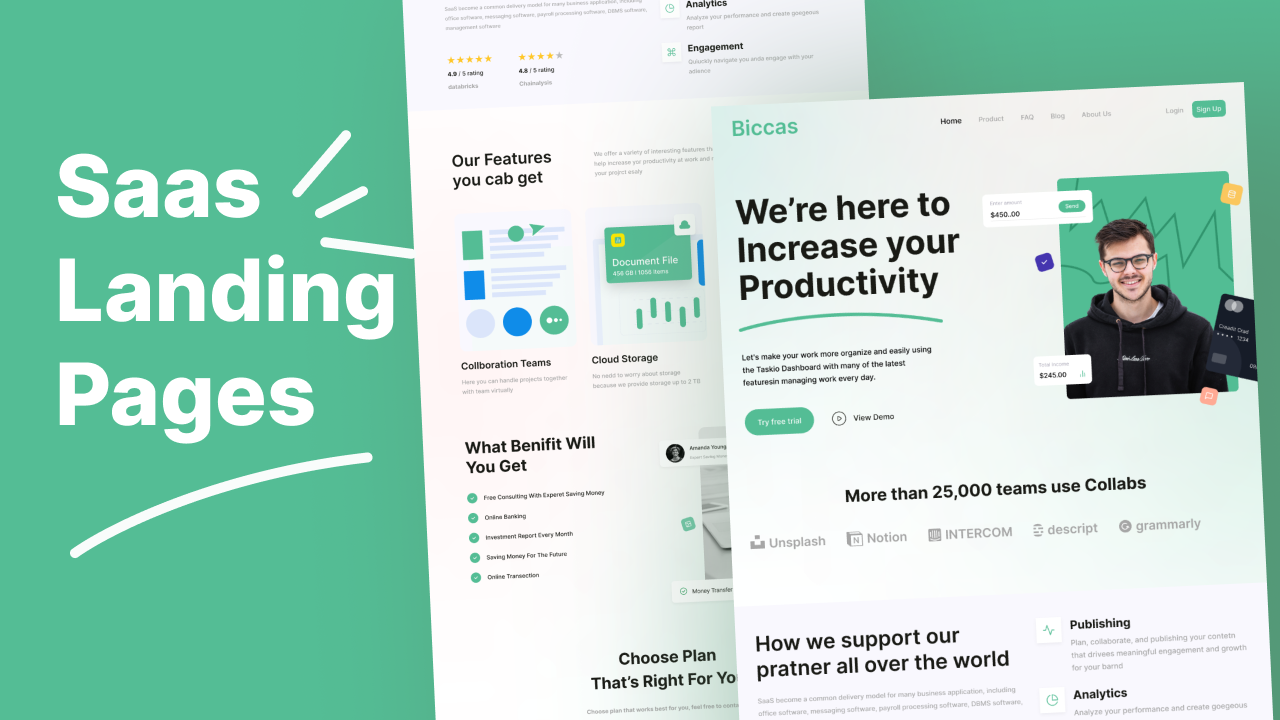 Saas
Landing
Pages
SaaS become a common delivery model for many business application, including
office software, messaging software, payroll processing software, DBMS software,
management software
4.9 / 5 rating
databricks
4.8 / 5 rating
Chainalysis
Analytics
Analyze your performance and create goegeous
report
Engagement
Quiuckly navigate you anda engage with your
adience
Our Features
you cab get
We offer a variety of interesting features
help increase yor productivity at work and
your projrct esaly
Document File
456 GB / 1056 items
Collboration Teams
Here you can handle projects together
with team virtually
Cloud Storage
No nedd to worry about storage
because we provide storage up to 2 TB
What Benifit Will
You Get
Free Consulting With Experet Saving Money
Online Banking
Investment Report Every Month
Saving Money For The Future
Online Transection
Amanda Young
Money Transfer
Choose Plan
That's Right For
Choose plan that works best for you, feel free to
Biccas
Home
Product
FAQ
Blog
About Us
Login
Sign Up
We're here to
Increase your
Productivity
Let's make your work more organize and easily using
the Taskio Dashboard with many of the latest
featuresin managing work every day.
Try free trial
View Demo
Enter amount
$450..00
Send
Total Income
$245.00
Creadit Crad
1234
More than 25,000 teams use Collabs
Unsplash
Notion
INTERCOM
descript
grammarly
How we support our
pratner all over the world
SaaS become a common delivery model for many business application, including
office software, messaging software, payroll processing software, DBMS software,
Publishing
Plan, collaborate, and publishing your contetn
that drivees meaningful engagement and growth
for your barnd
Analytics
Analyze your performance and create goegeous